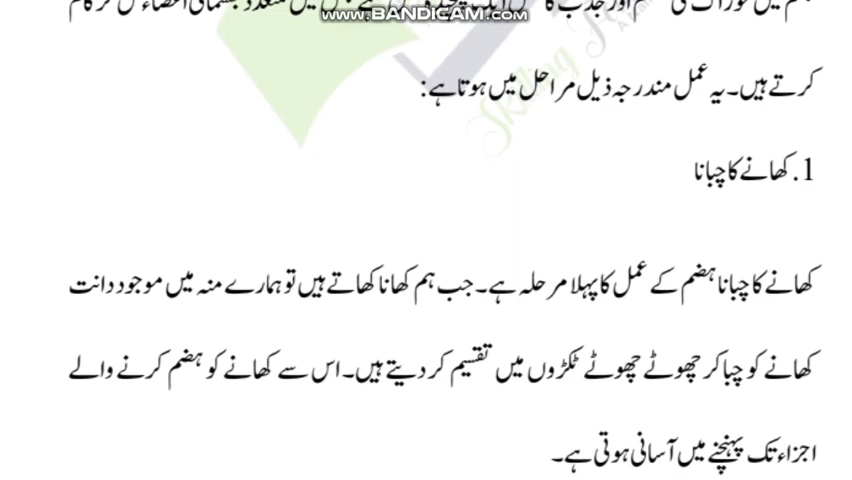 www.BANDICAM.com
کرتے ہیں۔ یہ عمل مندرجہ ذیل مراحل میں ہوتا ہے:
1. کھانے کا چبانا
کھانے کا چبانا ہضم کے عمل کا پہلا مرحلہ ہے۔ جب ہم کھانا کھاتے ہیں تو ہمارے منہ میں موجود دانت
کھانے کو چبا کر چھوٹے چھوٹے ٹکڑوں میں تقسیم کر دیتے ہیں۔ اس سے کھانے کو ہضم کرنے والے
اجزاء تک پہنچنے میں آسانی ہوتی ہے۔